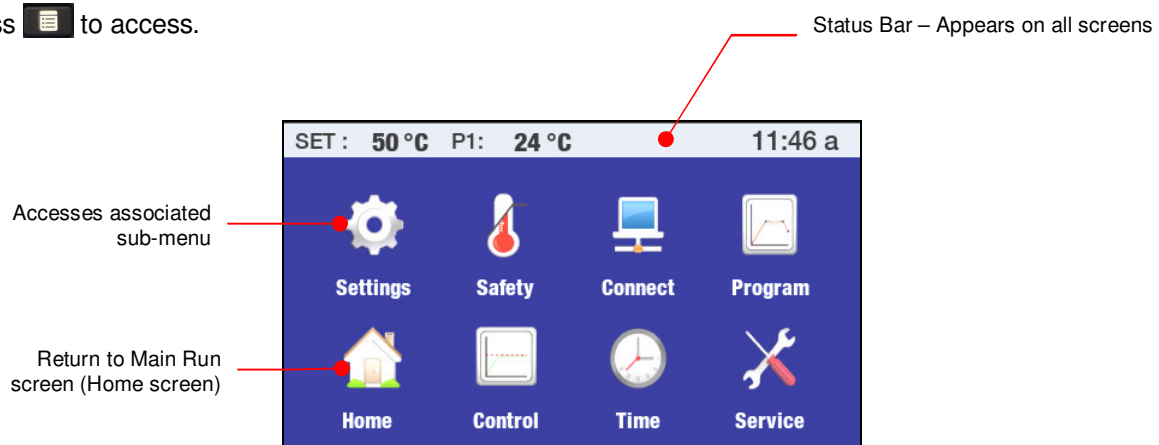 ss to access.
Status Bar – Appears on all screens
SET : 50 °C P1: 24 °C 11:46 a
Accesses associated
sub-menu
Settings Safety Connect Program
Return to Main Run
screen (Home screen)
Home Control Time Service